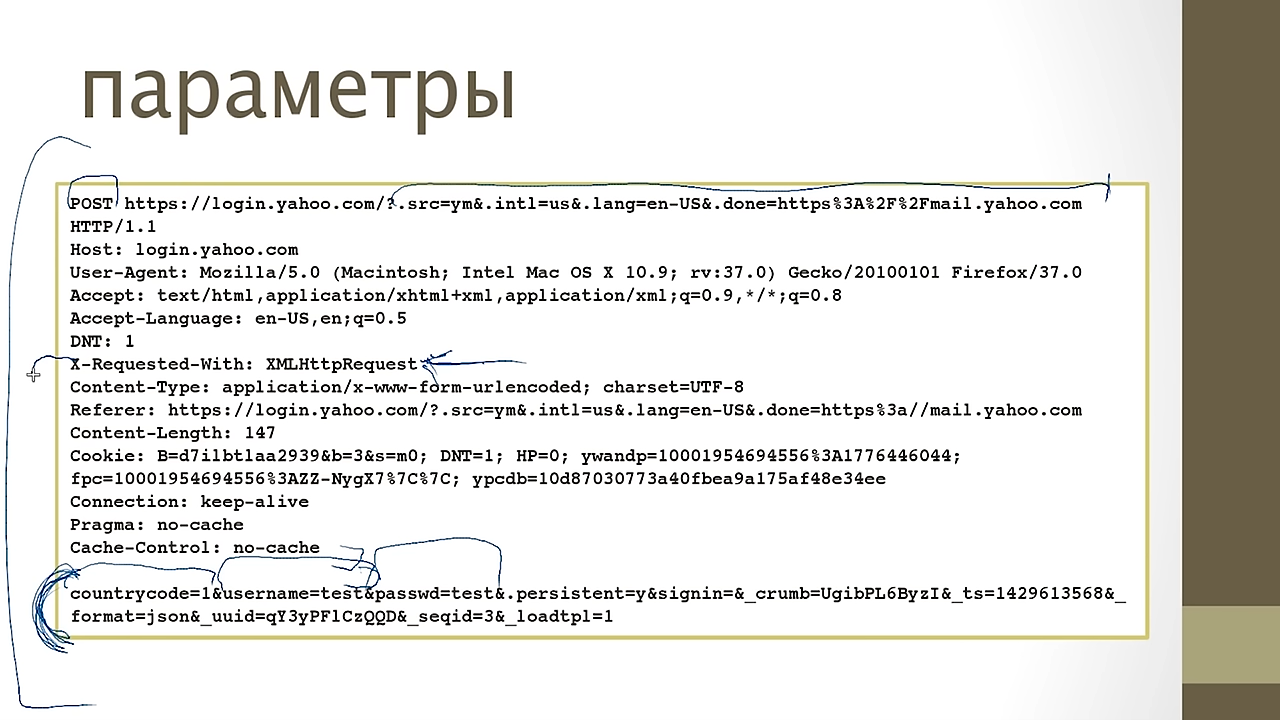 параметры
POST https://login.yahoo.com/?.src=ym&.intl=us&.lang=en-US&.done=https%3A%2F%2Fmail.yahoo.com
HTTP/1.1
Host: login.yahoo.com
User-Agent: Mozilla/5.0 (Macintosh; Intel Mac OS X 10.9; rv:37.0) Gecko/20100101 Firefox/37.0
Accept: text/html,application/xhtml+xml,application/xml;q=0.9,*/*;q=0.8
Accept-Language: en-US,en;q=0.5
DNT: 1
X-Requested-With: XMLHttpRequest
Content-Type: application/x-www-form-urlencoded; charset=UTF-8
Referer: https://login.yahoo.com/?.src=ym&.intl=us&.lang=en-US&.done=https%3a//mail.yahoo.com
Content-Length: 147
Cookie: B=d7ilbtlaa2939&b=3&s=m0; DNT=1; HP=0; ywandp=10001954694556%3A1776446044;
fpc=10001954694556%3AZZ-NygX7%7C%7C; ypcdb=10d87030773a40fbea9a175af48e34ee
Connection: keep-alive
Pragma: no-cache
Cache-Control: no-cache
countrycode=1&username=test&passwd=test&.persistent=y&signin=&_crumb=UgibPL6ByzI&_ts=1429613568&_
format=json&_uuid=qY3yPFlCzQQD&_seqid=3&_loadtpl=1